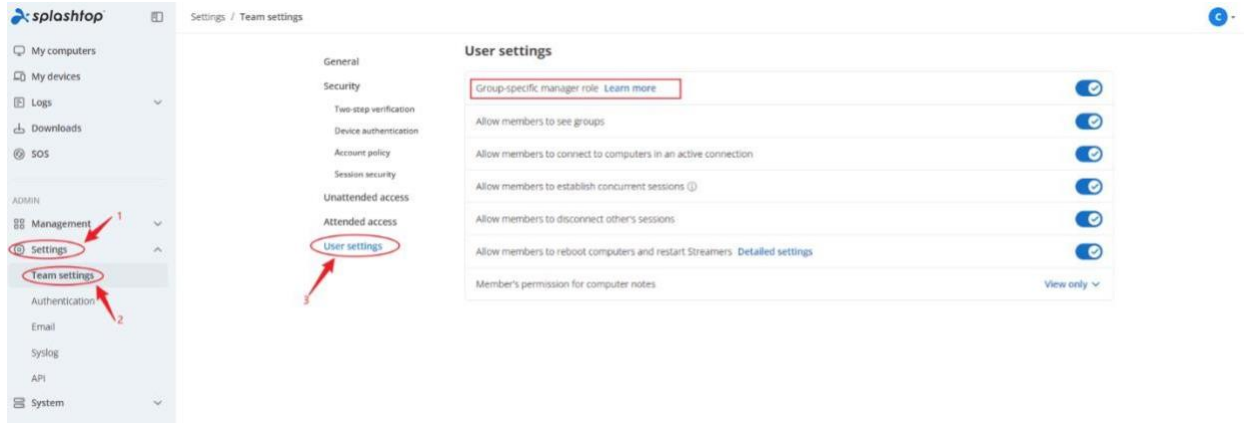 splashtop
Settings / Team settings
C
My computers
My devices
Logs
Downloads
SOS
ADMIN
Management
1
Settings
Team settings
2
Authentication
Email
Syslog
API
System
General
Security
Two-step verification
Device authentication
Account policy
Session security
Unattended access
Attended access
User settings
3
User settings
Group-specific manager role Learn more
Allow members to see groups
Allow members to connect to computers in an active connection
Allow members to establish concurrent sessions
Allow members to disconnect other's sessions
Allow members to reboot computers and restart Streamers Detailed settings
Member's permission for computer notes View only